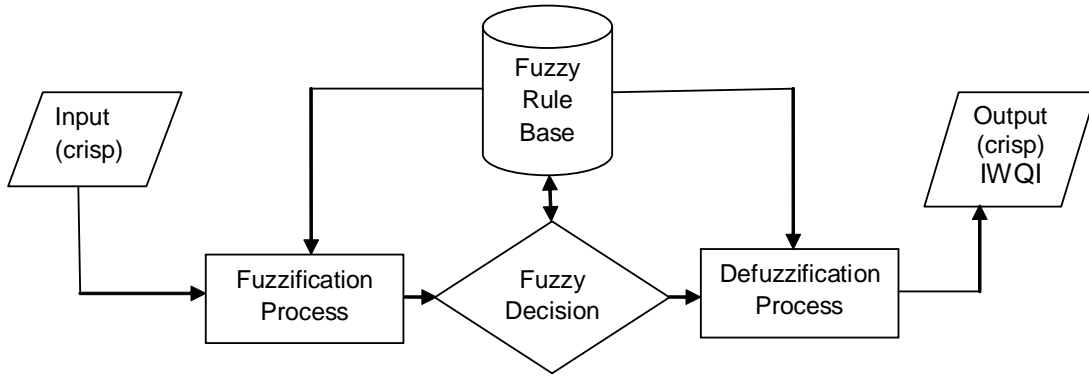 Input
(crisp)
Fuzzy
Rule
Base
Output
(crisp)
IWQI
Fuzzification
Process
Fuzzy
Decision
Defuzzification
Process